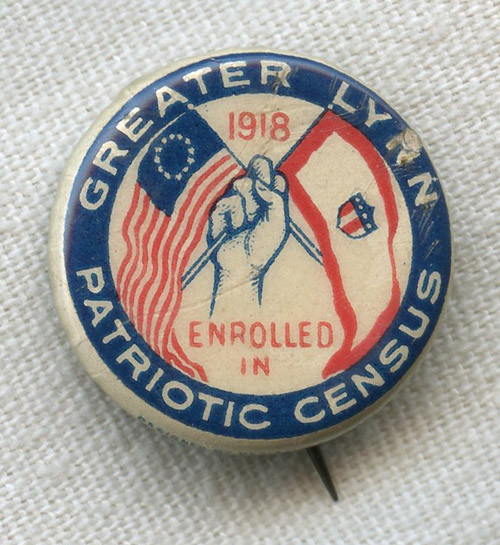 GREATER LYNN
1918
ENROLLED
IN
PATRIOTIC CENSUS